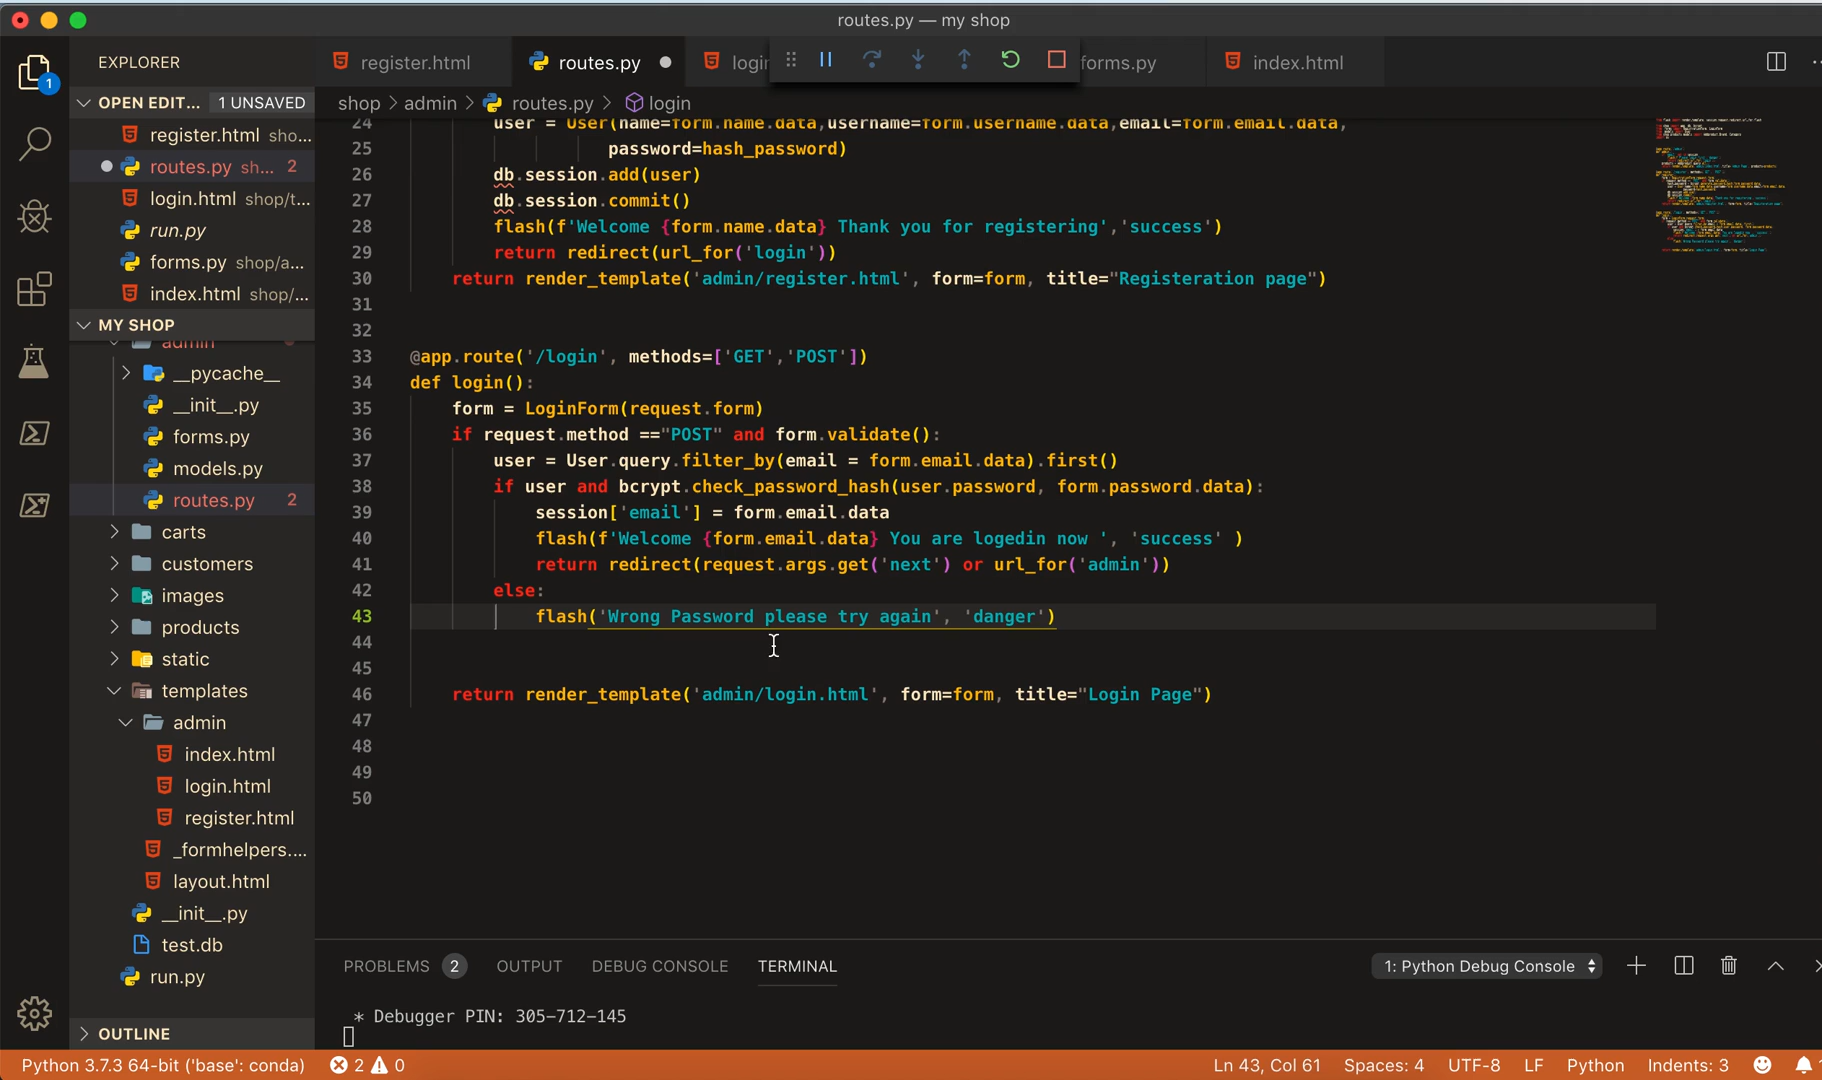 routes.py — my shop
EXPLORER
register.html
routes.py
login
forms.py
index.html
1
OPEN EDIT... 1 UNSAVED
shop > admin > routes.py > login
register.html sho...
routes.py sh... 2
login.html shop/t...
run.py
forms.py shop/a...
index.html shop/...
MY SHOP
admin
__pycache__
__init__.py
forms.py
models.py
routes.py 2
carts
customers
images
products
static
templates
admin
index.html
login.html
register.html
_formhelpers....
layout.html
__init__.py
test.db
run.py
OUTLINE
24 user = User(name=form.name.data,username=form.username.data,email=form.email.data,
25 password=hash_password)
26 db.session.add(user)
27 db.session.commit()
28 flash(f'Welcome {form.name.data} Thank you for registering','success')
29 return redirect(url_for('login'))
30 return render_template('admin/register.html', form=form, title="Registeration page")
31
32
33 @app.route('/login', methods=['GET','POST'])
34 def login():
35 form = LoginForm(request.form)
36 if request.method =="POST" and form.validate():
37 user = User.query.filter_by(email = form.email.data).first()
38 if user and bcrypt.check_password_hash(user.password, form.password.data):
39 session['email'] = form.email.data
40 flash(f'Welcome {form.email.data} You are logedin now ', 'success' )
41 return redirect(request.args.get('next') or url_for('admin'))
42 else:
43 flash('Wrong Password please try again', 'danger')
44
45
46 return render_template('admin/login.html', form=form, title="Login Page")
47
48
49
50
PROBLEMS 2 OUTPUT DEBUG CONSOLE TERMINAL 1: Python Debug Console
* Debugger PIN: 305-712-145
Python 3.7.3 64-bit ('base': conda) 2 0 Ln 43, Col 61 Spaces: 4 UTF-8 LF Python Indents: 3